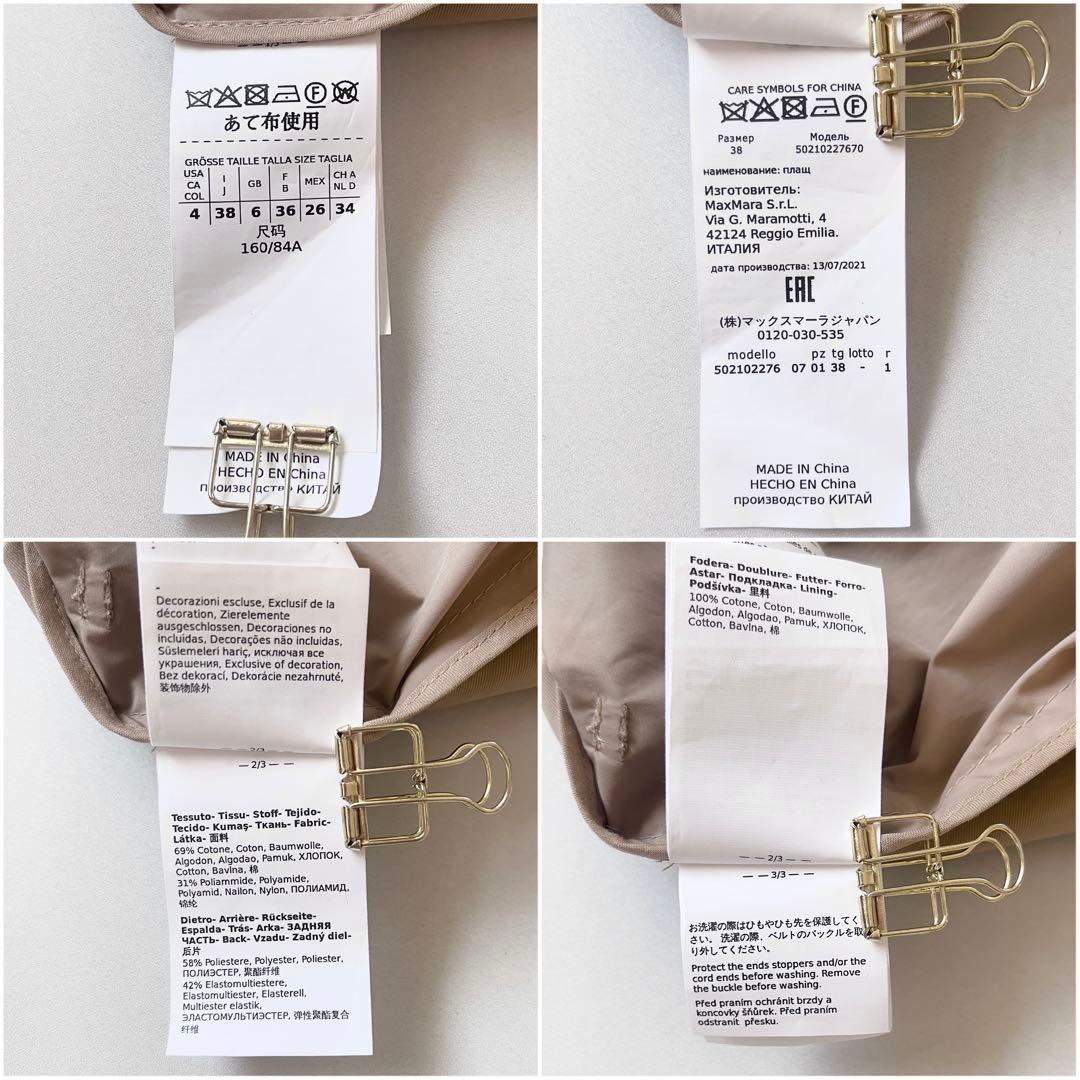 — 1/3 —
F W
あて布使用
GRÖSSE TAILLE TALLA SIZE TAGLIA
USA CA COL I J GB F B MEX CH A NL D
4 38 6 36 26 34
尺码
160/84A
MADE IN China
HECHO EN China
производство КИТАЙ
CARE SYMBOLS FOR CHINA
F
Размер Модель
38 50210227670
наименование: плащ
Изготовитель:
MaxMara S.r.L.
Via G. Maramotti, 4
42124 Reggio Emilia.
ИТАЛИЯ
дата производства: 13/07/2021
EAC
(株)マックスマーラジャパン
0120-030-535
modello pz tg lotto r
502102276 07 01 38 - 1
MADE IN China
HECHO EN China
производство КИТАЙ
Decorazioni escluse, Exclusif de la
décoration, Zierelemente
ausgeschlossen, Decoraciones no
incluidas, Decorações não incluídas,
Süslemeleri hariç, исключая все
украшения, Exclusive of decoration,
Bez dekorací, Dekorácie nezahrnuté,
装饰物除外
— 2/3 — —
— 2/3 — —
Tessuto- Tissu- Stoff- Tejido-
Tecido- Kumaş- Ткань- Fabric-
Látka- 面料
69% Cotone, Coton, Baumwolle,
Algodon, Algodao, Pamuk, ХЛОПОК,
Cotton, Bavlna, 棉
31% Poliammide, Polyamide,
Polyamid, Nailon, Nylon, ПОЛИАМИД,
锦纶
Dietro- Arrière- Rückseite-
Espalda- Trás- Arka- ЗАДНЯЯ
ЧАСТЬ- Back- Vzadu- Zadný diel-
后片
58% Poliestere, Polyester, Poliester,
ПОЛИЭСТЕР, 聚酯纤维
42% Elastomultiestere,
Elastomultiester, Elasterell,
Multiester elastik,
ЭЛАСТОМУЛЬТИЭСТЕР, 弹性聚酯复合
纤维
Fodera- Doublure- Futter- Forro-
Astar- Подкладка- Lining-
Podšívka- 里料
100% Cotone, Coton, Baumwolle,
Algodon, Algodao, Pamuk, ХЛОПОК,
Cotton, Bavlna, 棉
— 2/3 — —
— 3/3 — —
お洗濯の際はひもやひも先を保護してく
さい。 洗濯の際、ベルトのバックルを取
り外してください。
Protect the ends stoppers and/or the
cord ends before washing. Remove
the buckle before washing.
Před praním ochránit brzdy a
koncovky šňůrek. Před praním
odstranit přesku.